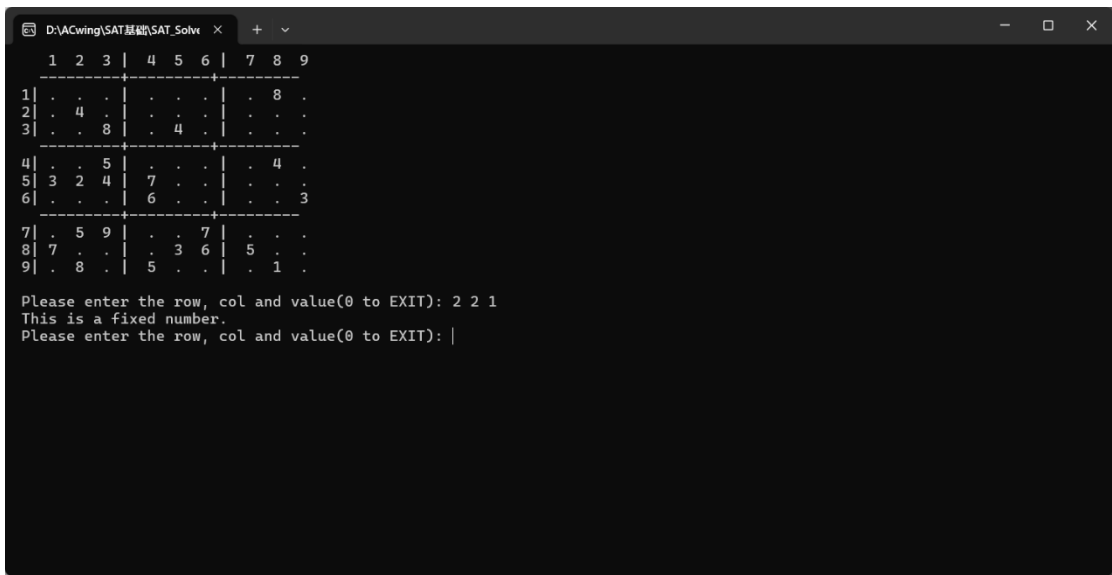 D:\ACwing\SAT基础\SAT_Solve
1 2 3 | 4 5 6 | 7 8 9
---------+---------+---------
1| . . . | . . . | . 8 .
2| . 4 . | . . . | . . .
3| . . 8 | . 4 . | . . .
---------+---------+---------
4| . . 5 | . . . | . 4 .
5| 3 2 4 | 7 . . | . . .
6| . . . | 6 . . | . . 3
---------+---------+---------
7| . 5 9 | . . 7 | . . .
8| 7 . . | . 3 6 | 5 . .
9| . 8 . | 5 . . | . 1 .
Please enter the row, col and value(0 to EXIT): 2 2 1
This is a fixed number.
Please enter the row, col and value(0 to EXIT):